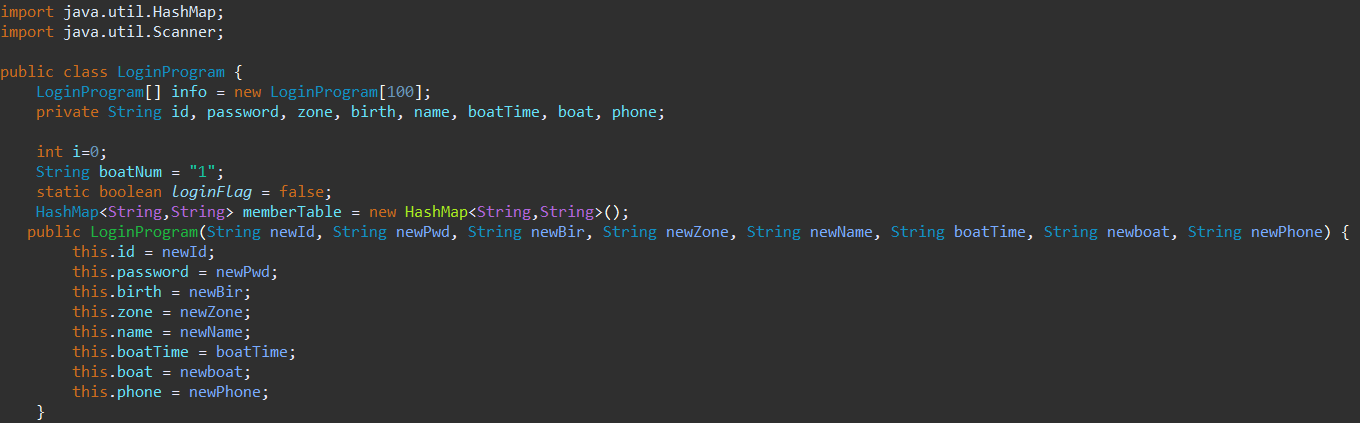 import java.util.HashMap;
import java.util.Scanner;
public class LoginProgram {
LoginProgram[] info = new LoginProgram[100];
private String id, password, zone, birth, name, boatTime, boat, phone;
int i=0;
String boatNum = "1";
static boolean loginFlag = false;
HashMap<String,String> memberTable = new HashMap<String,String>();
public LoginProgram(String newId, String newPwd, String newBir, String newZone, String newName, String boatTime, String newboat, String newPhone) {
this.id = newId;
this.password = newPwd;
this.birth = newBir;
this.zone = newZone;
this.name = newName;
this.boatTime = boatTime;
this.boat = newboat;
this.phone = newPhone;
}